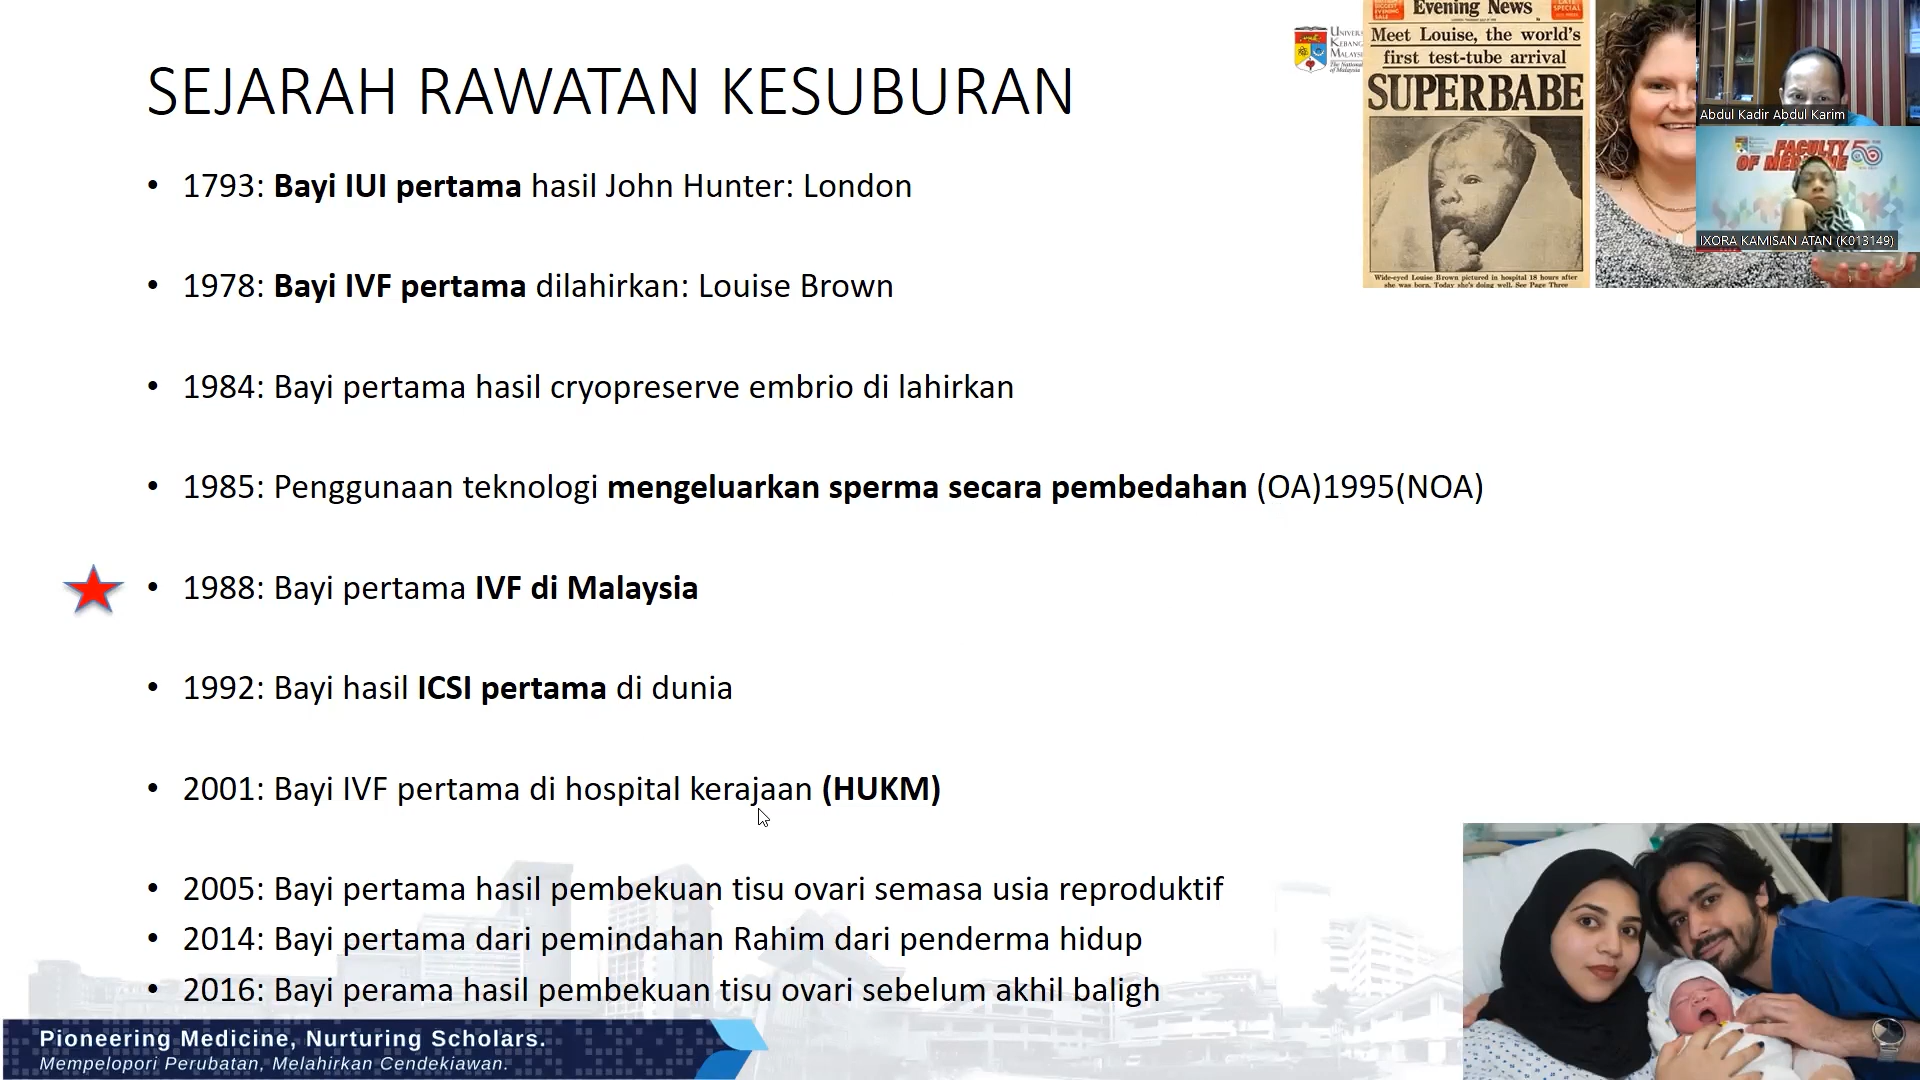 SEJARAH RAWATAN KESUBURAN
• 1793: Bayi IUI pertama hasil John Hunter: London
• 1978: Bayi IVF pertama dilahirkan: Louise Brown
• 1984: Bayi pertama hasil cryopreserve embrio di lahirkan
• 1985: Penggunaan teknologi mengeluarkan sperma secara pembedahan (OA)1995(NOA)
• 1988: Bayi pertama IVF di Malaysia
• 1992: Bayi hasil ICSI pertama di dunia
• 2001: Bayi IVF pertama di hospital kerajaan (HUKM)
• 2005: Bayi pertama hasil pembekuan tisu ovari semasa usia reproduktif
• 2014: Bayi pertama dari pemindahan Rahim dari penderma hidup
• 2016: Bayi perama hasil pembekuan tisu ovari sebelum akhil baligh
Pioneering Medicine, Nurturing Scholars.
Mempelopori Perubatan, Melahirkan Cendekiawan.
The National
of Malaysia
Evening News
Meet Louise, the world's
first test-tube arrival
SUPERBABE
Wide-eyed Louise Brown pictured in hospital 18 hours after
she was born. Today she's doing well. See Page Three
Abdul Kadir Abdul Karim
FACULTY
OF MEDICINE
IXORA KAMISAN ATAN (K013149)